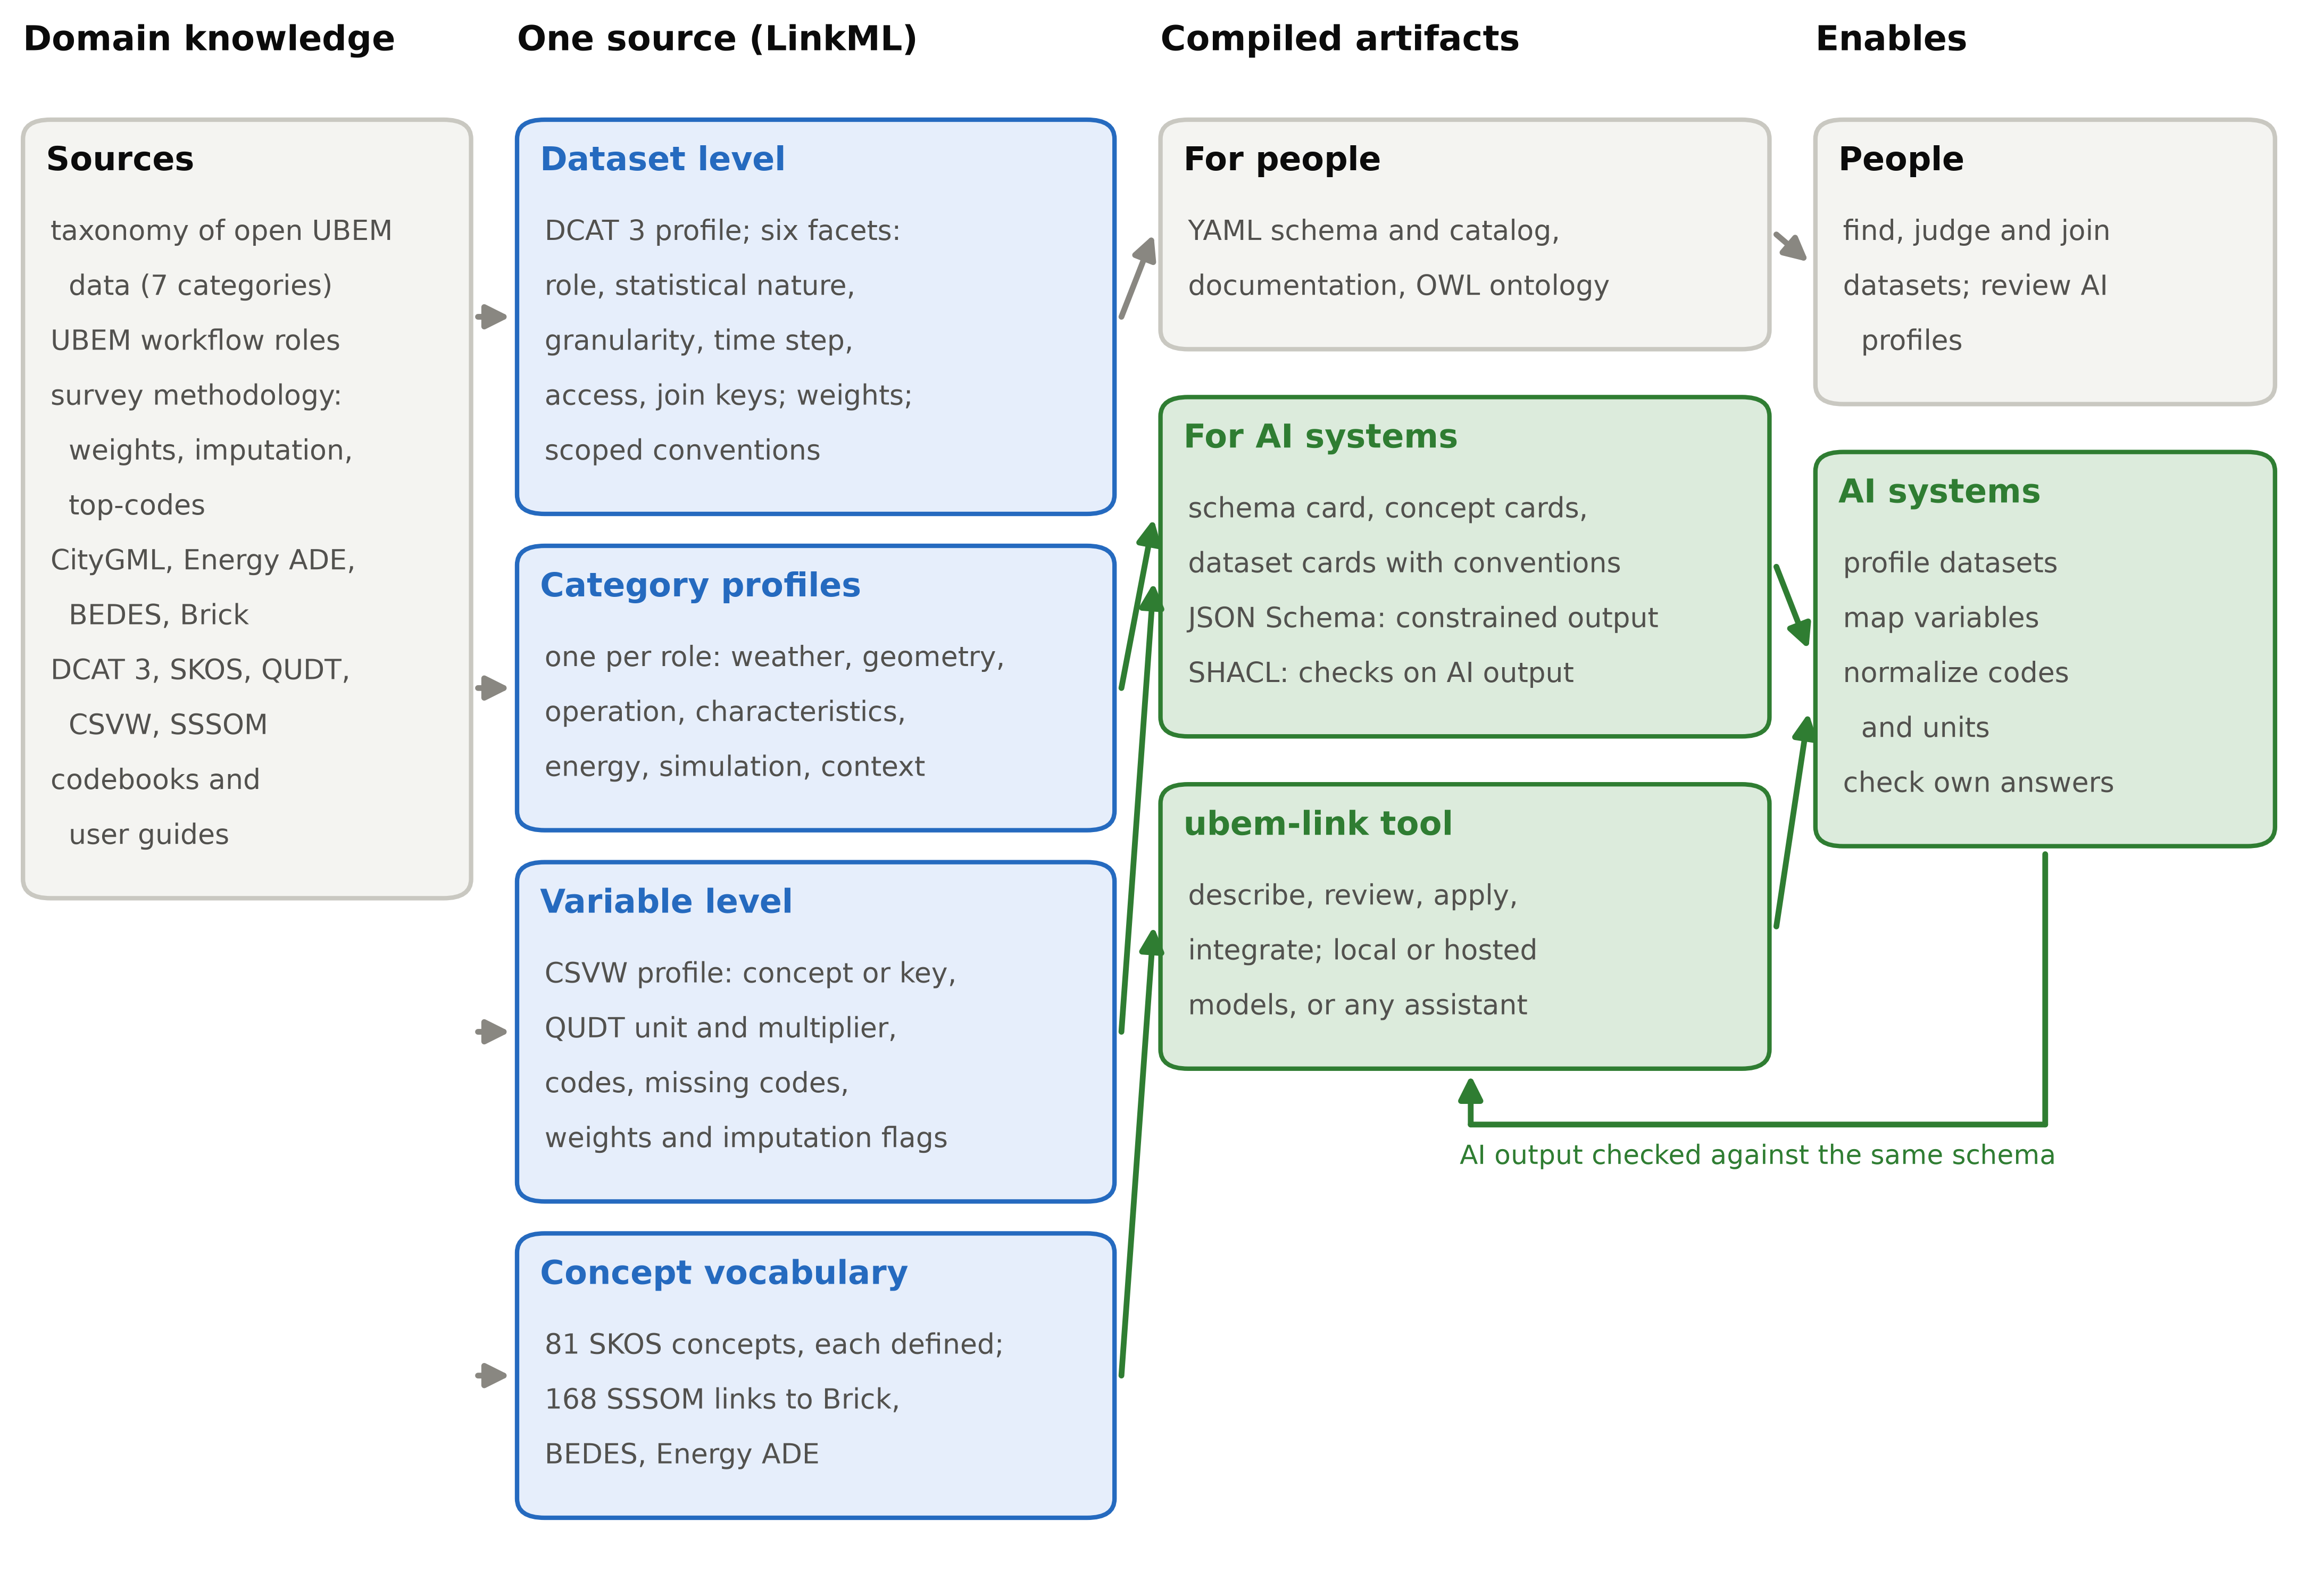 Domain knowledge
One source (LinkML)
Compiled artifacts
Enables
Sources
taxonomy of open UBEM
data (7 categories)
UBEM workflow roles
survey methodology:
weights, imputation,
top-codes
CityGML, Energy ADE,
BEDES, Brick
DCAT 3, SKOS, QUDT,
CSVW, SSSOM
codebooks and
user guides
Dataset level
DCAT 3 profile; six facets:
role, statistical nature,
granularity, time step,
access, join keys; weights;
scoped conventions
Category profiles
one per role: weather, geometry,
operation, characteristics,
energy, simulation, context
Variable level
CSVW profile: concept or key,
QUDT unit and multiplier,
codes, missing codes,
weights and imputation flags
Concept vocabulary
81 SKOS concepts, each defined;
168 SSSOM links to Brick,
BEDES, Energy ADE
For people
YAML schema and catalog,
documentation, OWL ontology
For AI systems
schema card, concept cards,
dataset cards with conventions
JSON Schema: constrained output
SHACL: checks on AI output
ubem-link tool
describe, review, apply,
integrate; local or hosted
models, or any assistant
People
find, judge and join
datasets; review AI
profiles
AI systems
profile datasets
map variables
normalize codes
and units
check own answers
AI output checked against the same schema